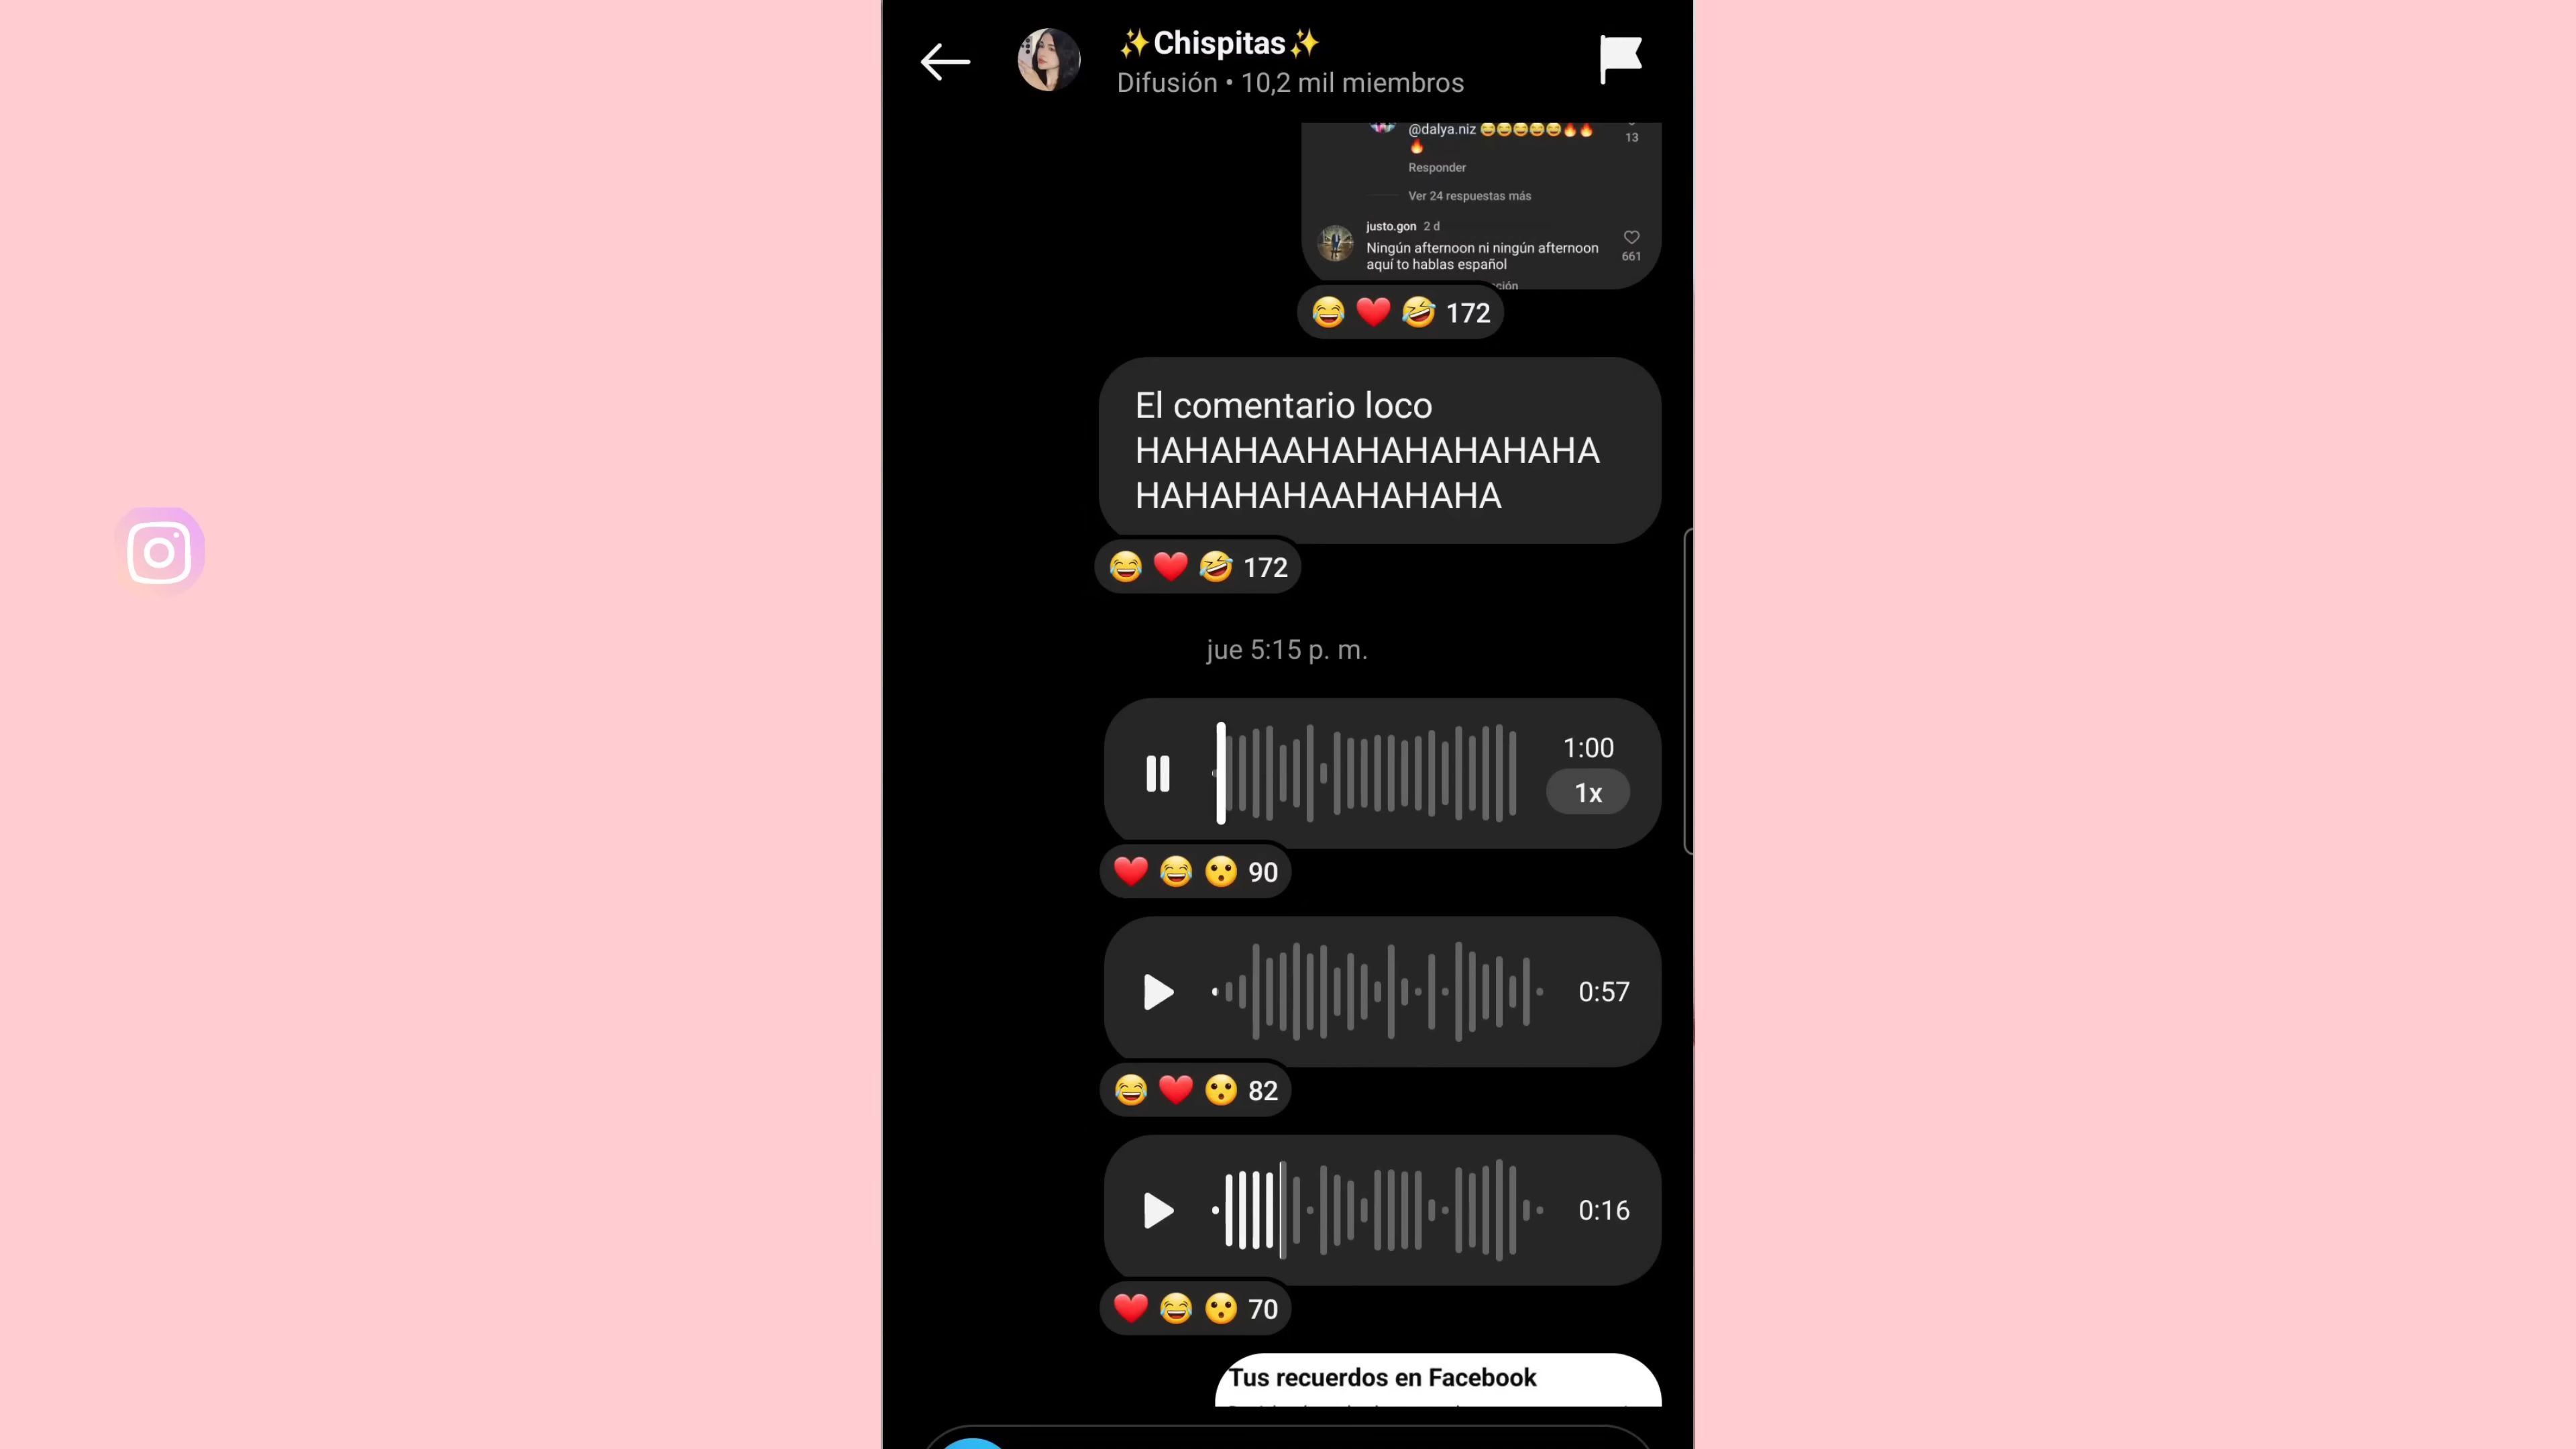 ✨Chispitas✨
Difusión • 10,2 mil miembros
@dalya.niz 😂😂😂😂😂🔥🔥
🔥
13
Responder
Ver 24 respuestas más
justo.gon 2 d
Ningún afternoon ni ningún afternoon
aquí to hablas español
661
😂 ❤️ 🤣 172
El comentario loco
HAHAHAAHAHAHAHAHAHA
HAHAHAHAAHAHAHA
😂 ❤️ 🤣 172
jue 5:15 p. m.
1:00
1x
❤️ 😂 😮 90
0:57
😂 ❤️ 😮 82
0:16
❤️ 😂 😮 70
Tus recuerdos en Facebook